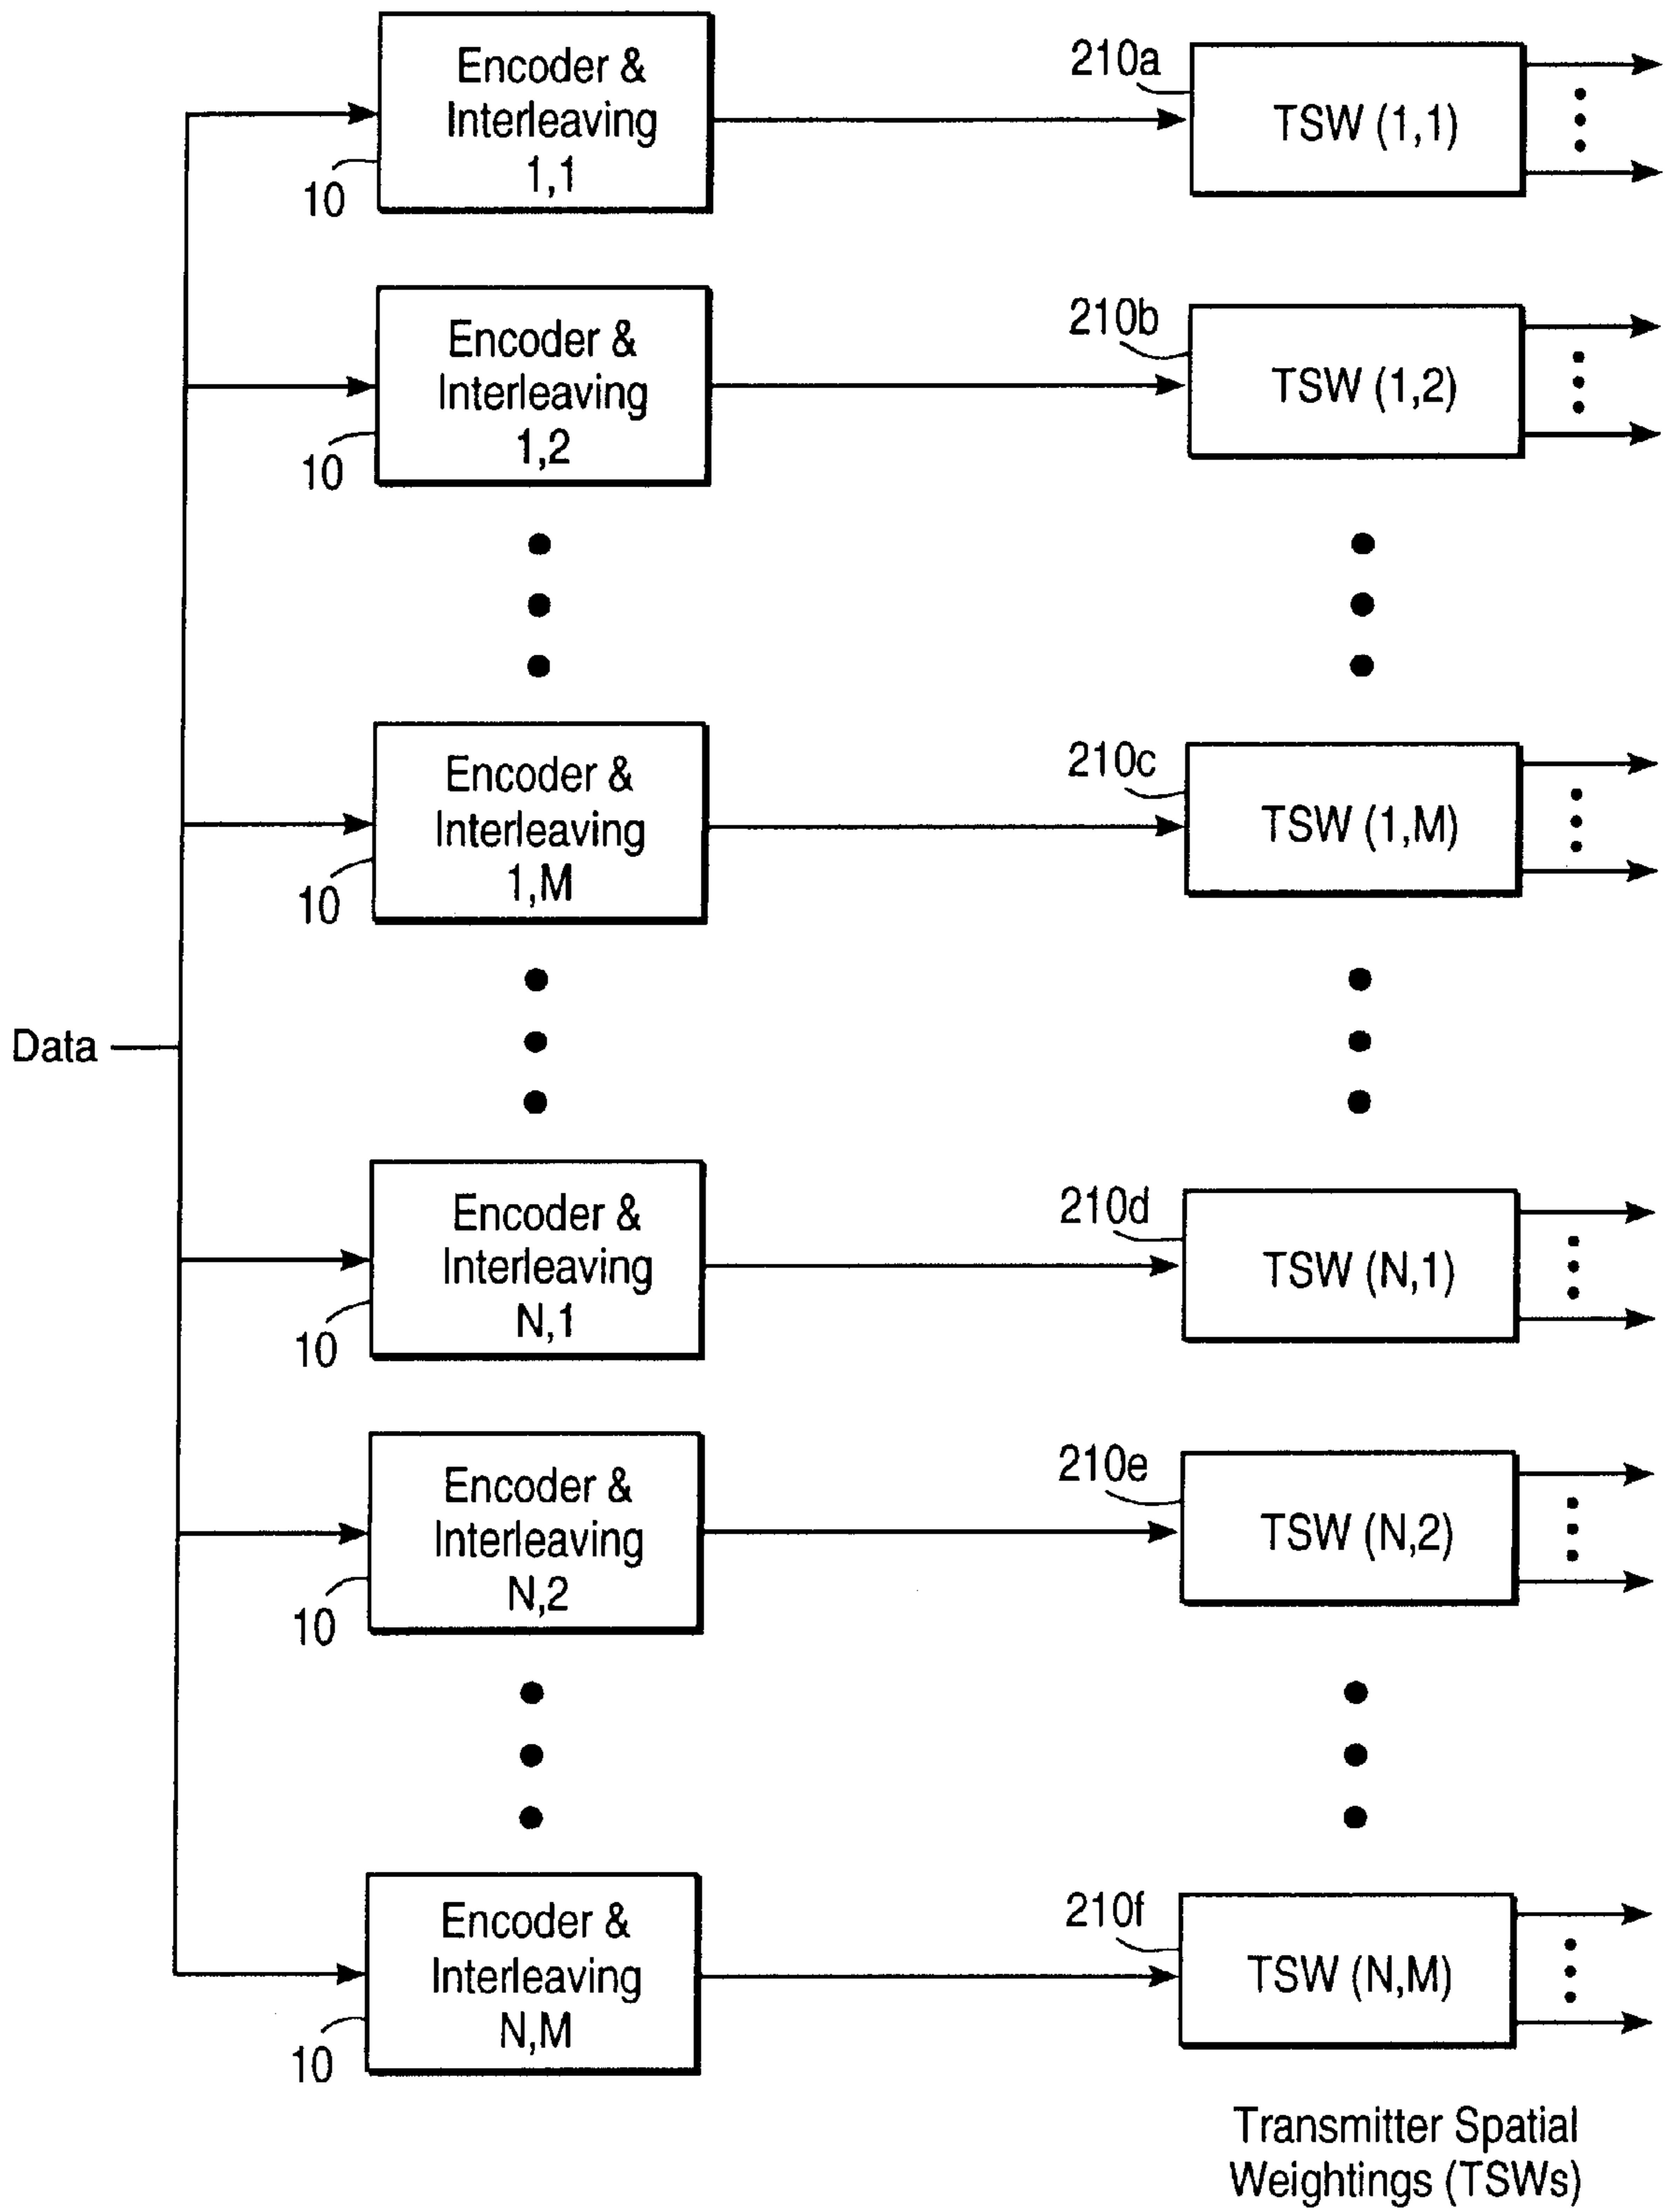 Encoder &
Interleaving
1,1
10
210a
TSW (1,1)
Encoder &
Interleaving
1,2
10
210b
TSW (1,2)
Encoder &
Interleaving
1,M
10
210c
TSW (1,M)
Data
Encoder &
Interleaving
N,1
10
210d
TSW (N,1)
Encoder &
Interleaving
N,2
10
210e
TSW (N,2)
Encoder &
Interleaving
N,M
10
210f
TSW (N,M)
Transmitter Spatial
Weightings (TSWs)